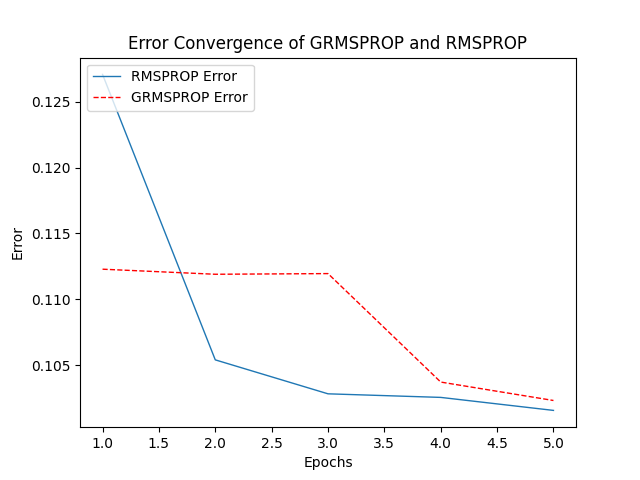 Error Convergence of GRMSPROP and RMSPROP
RMSPROP Error
GRMSPROP Error
0.125
0.120
0.115
0.110
0.105
Error
1.0 1.5 2.0 2.5 3.0 3.5 4.0 4.5 5.0
Epochs